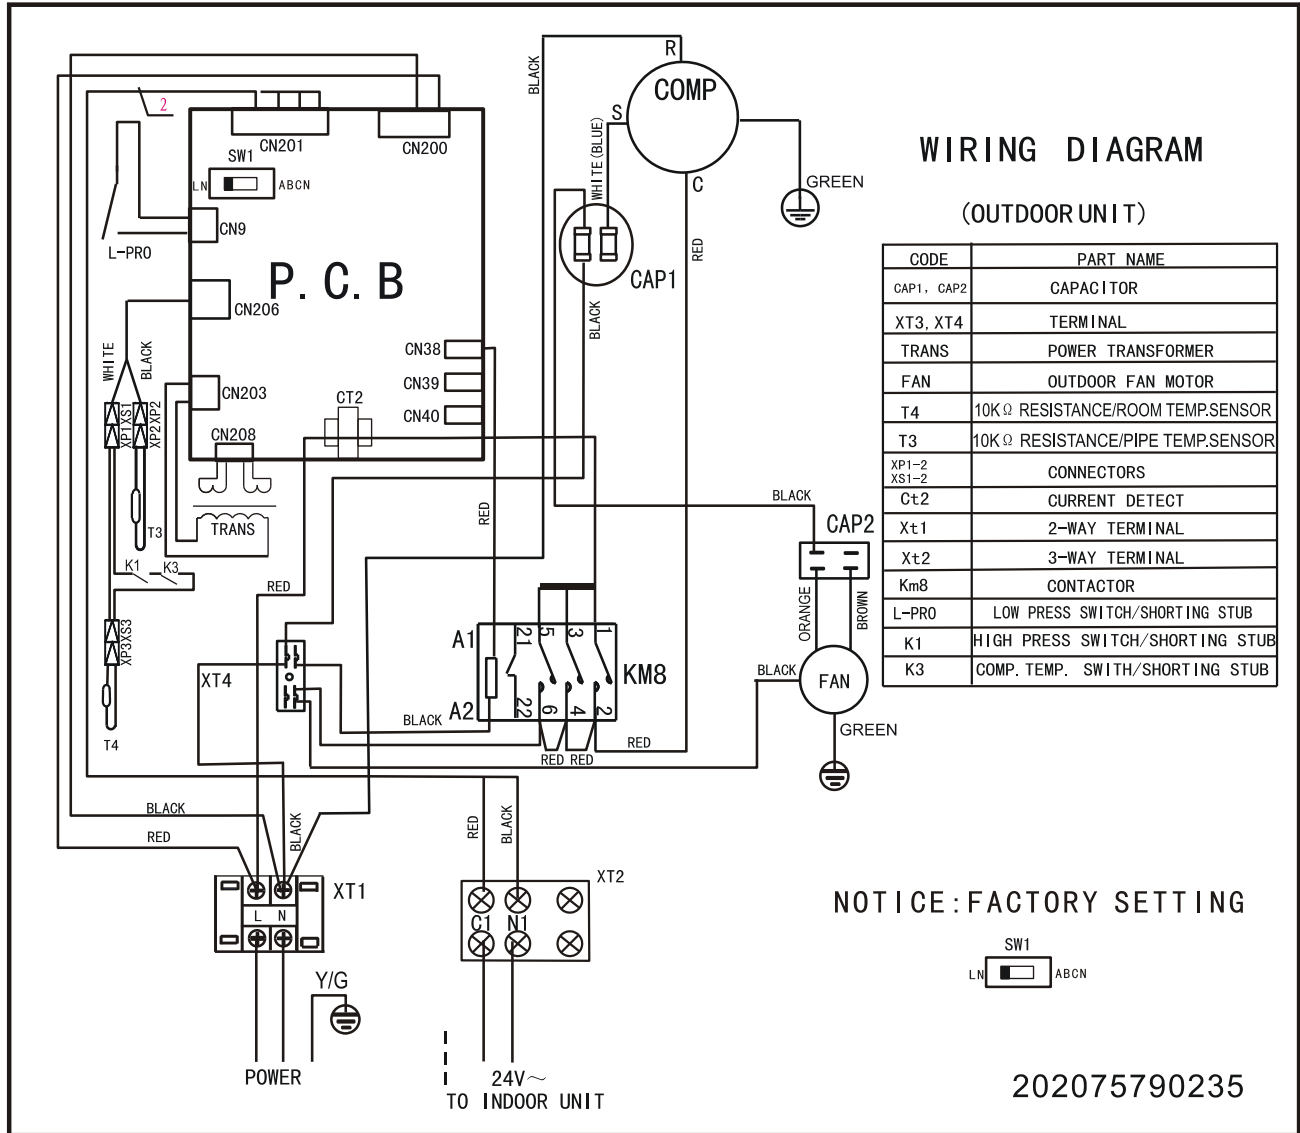 R
COMP
S
C
BLACK
WHITE(BLUE)
RED
GREEN
2
CN201
CN200
SW1
LN
ABCN
CN9
L-PRO
P.C.B
CN206
CAP1
BLACK
WHITE
BLACK
CN38
CN39
CN40
CN203
CT2
CN208
XP1XS1
XP2XP2
TRANS
T3
K1
K3
RED
RED
BLACK
CAP2
ORANGE
BROWN
XP3XS3
T4
XT4
A1
A2
21
5
3
1
22
6
4
2
KM8
BLACK
RED
RED RED
BLACK
FAN
GREEN
BLACK
RED
BLACK
RED
BLACK
XT1
L N
XT2
C1 N1
Y/G
POWER
24V～
TO INDOOR UNIT
WIRING DIAGRAM
(OUTDOOR UNIT)
CODE PART NAME
CAP1, CAP2 CAPACITOR
XT3, XT4 TERMINAL
TRANS POWER TRANSFORMER
FAN OUTDOOR FAN MOTOR
T4 10KΩ RESISTANCE/ROOM TEMP.SENSOR
T3 10KΩ RESISTANCE/PIPE TEMP.SENSOR
XP1-2
XS1-2 CONNECTORS
Ct2 CURRENT DETECT
Xt1 2-WAY TERMINAL
Xt2 3-WAY TERMINAL
Km8 CONTACTOR
L-PRO LOW PRESS SWITCH/SHORTING STUB
K1 HIGH PRESS SWITCH/SHORTING STUB
K3 COMP. TEMP. SWITH/SHORTING STUB
NOTICE:FACTORY SETTING
SW1
LN
ABCN
202075790235